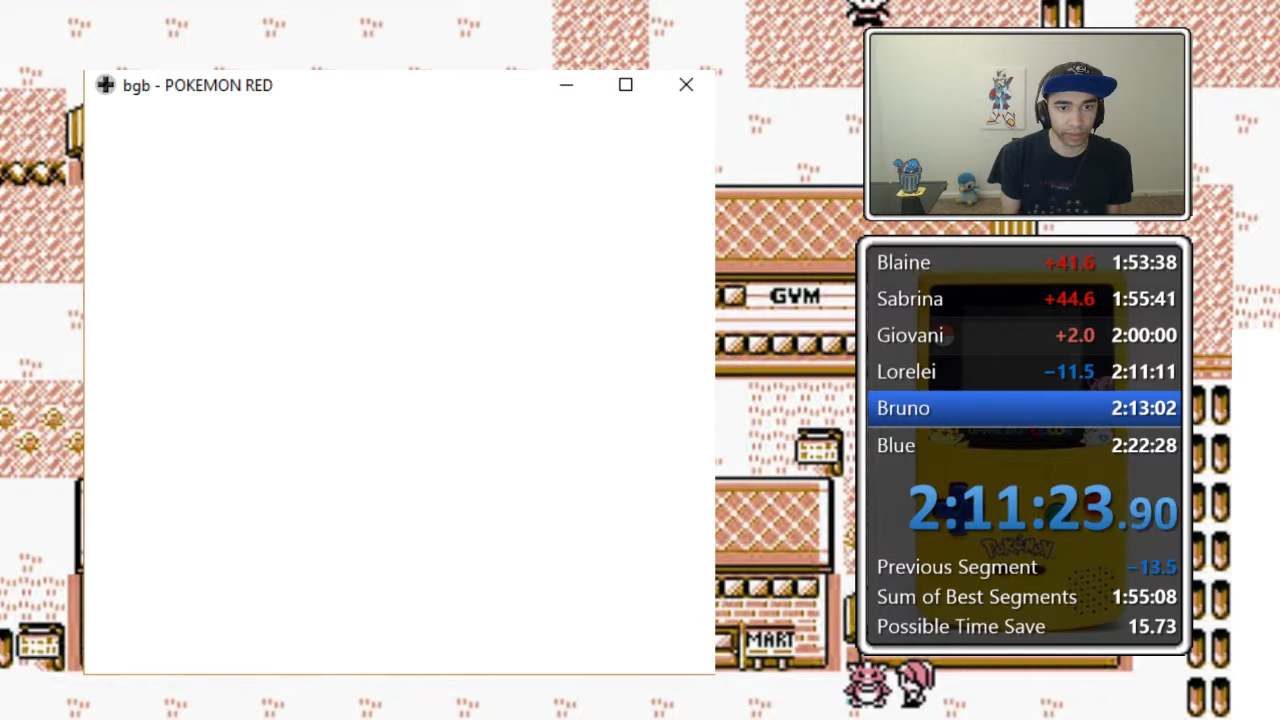 bgb - POKEMON RED
GYM
MART
Blaine +41.6 1:53:38
Sabrina +44.6 1:55:41
Giovani +2.0 2:00:00
Lorelei −11.5 2:11:11
Bruno 2:13:02
Blue 2:22:28
2:11:23.90
POKéMON
Previous Segment −13.5
Sum of Best Segments 1:55:08
Possible Time Save 15.73